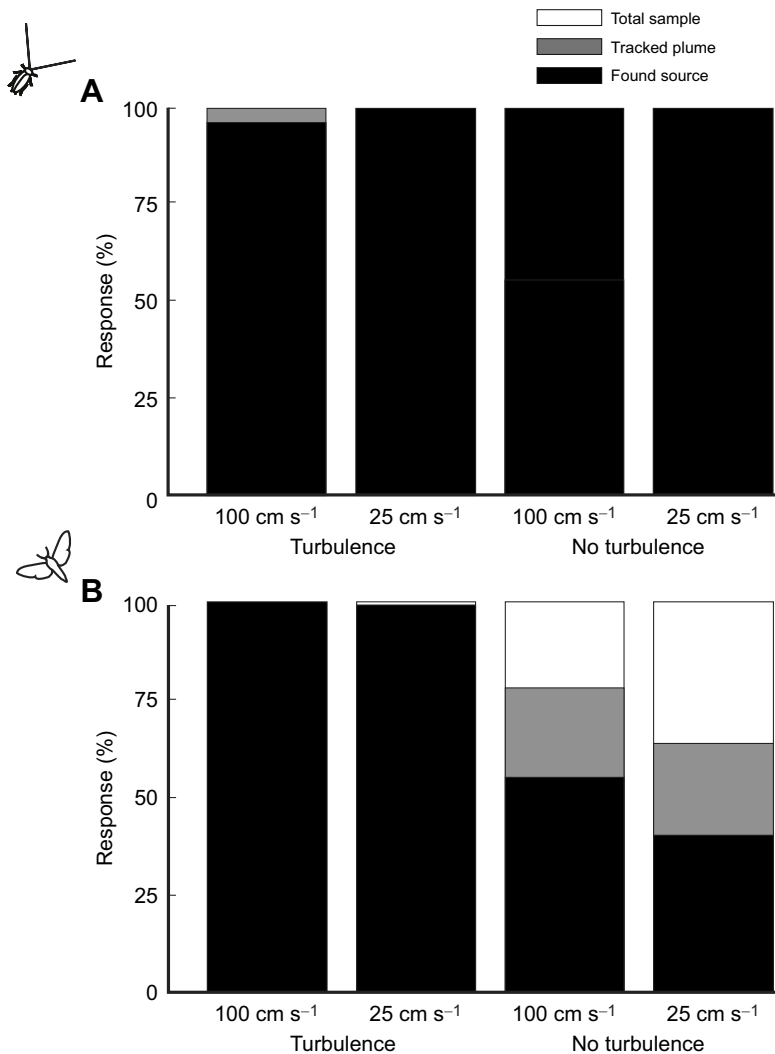 Total sample
Tracked plume
Found source
A
Response (%)
100
75
50
25
0
100 cm s⁻¹ 25 cm s⁻¹ 100 cm s⁻¹ 25 cm s⁻¹
Turbulence No turbulence
B
Response (%)
100
75
50
25
0
100 cm s⁻¹ 25 cm s⁻¹ 100 cm s⁻¹ 25 cm s⁻¹
Turbulence No turbulence